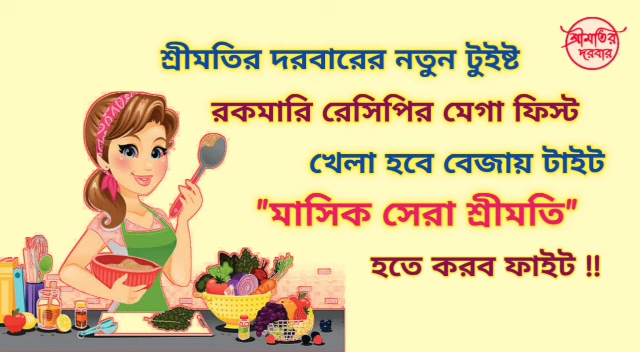 শ্রীমতির
দরবার
শ্রীমতির দরবারের নতুন টুইষ্ট
রকমারি রেসিপির মেগা ফিস্ট
খেলা হবে বেজায় টাইট
"মাসিক সেরা শ্রীমতি"
হতে করব ফাইট !!